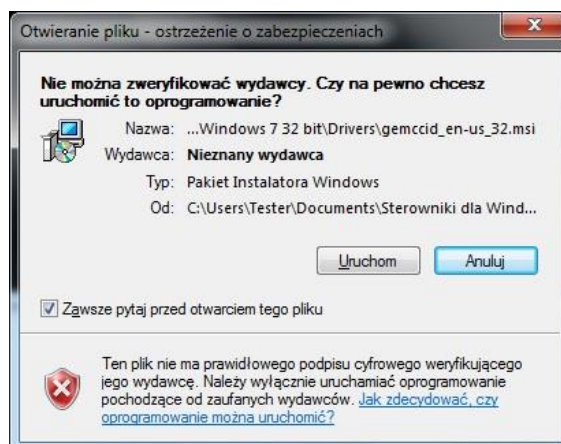 Otwieranie pliku - ostrzeżenie o zabezpieczeniach
Nie można zweryfikować wydawcy. Czy na pewno chcesz
uruchomić to oprogramowanie?
Nazwa: ...Windows 7 32 bit\Drivers\gemccid_en-us_32.msi
Wydawca: Nieznany wydawca
Typ: Pakiet Instalatora Windows
Od: C:\Users\Tester\Documents\Sterowniki dla Wind...
Uruchom Anuluj
Zawsze pytaj przed otwarciem tego pliku
Ten plik nie ma prawidłowego podpisu cyfrowego weryfikującego
jego wydawcę. Należy wyłącznie uruchamiać oprogramowanie
pochodzące od zaufanych wydawców. Jak zdecydować, czy
oprogramowanie można uruchomić?